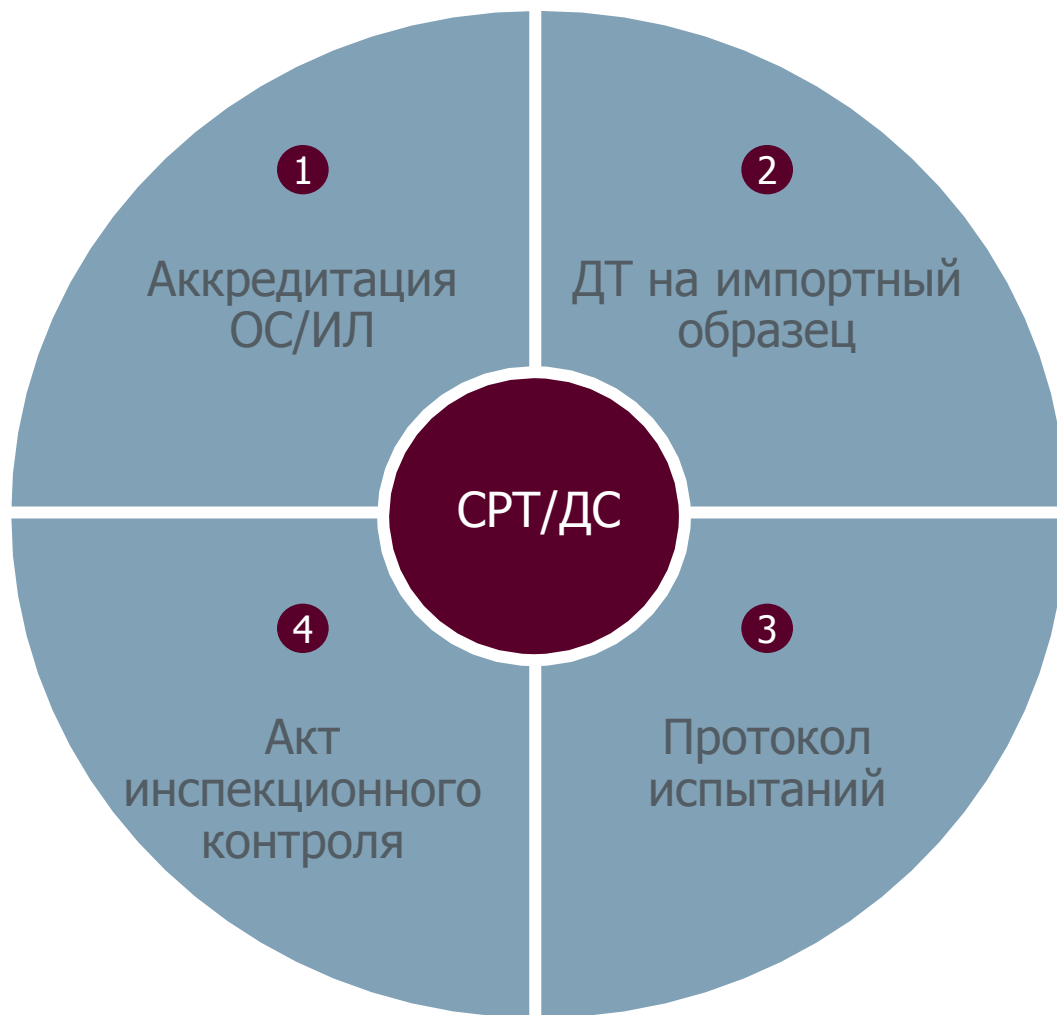 1
Аккредитация
ОС/ИЛ
2
ДТ на импортный
образец
СРТ/ДС
4
Акт
инспекционного
контроля
3
Протокол
испытаний